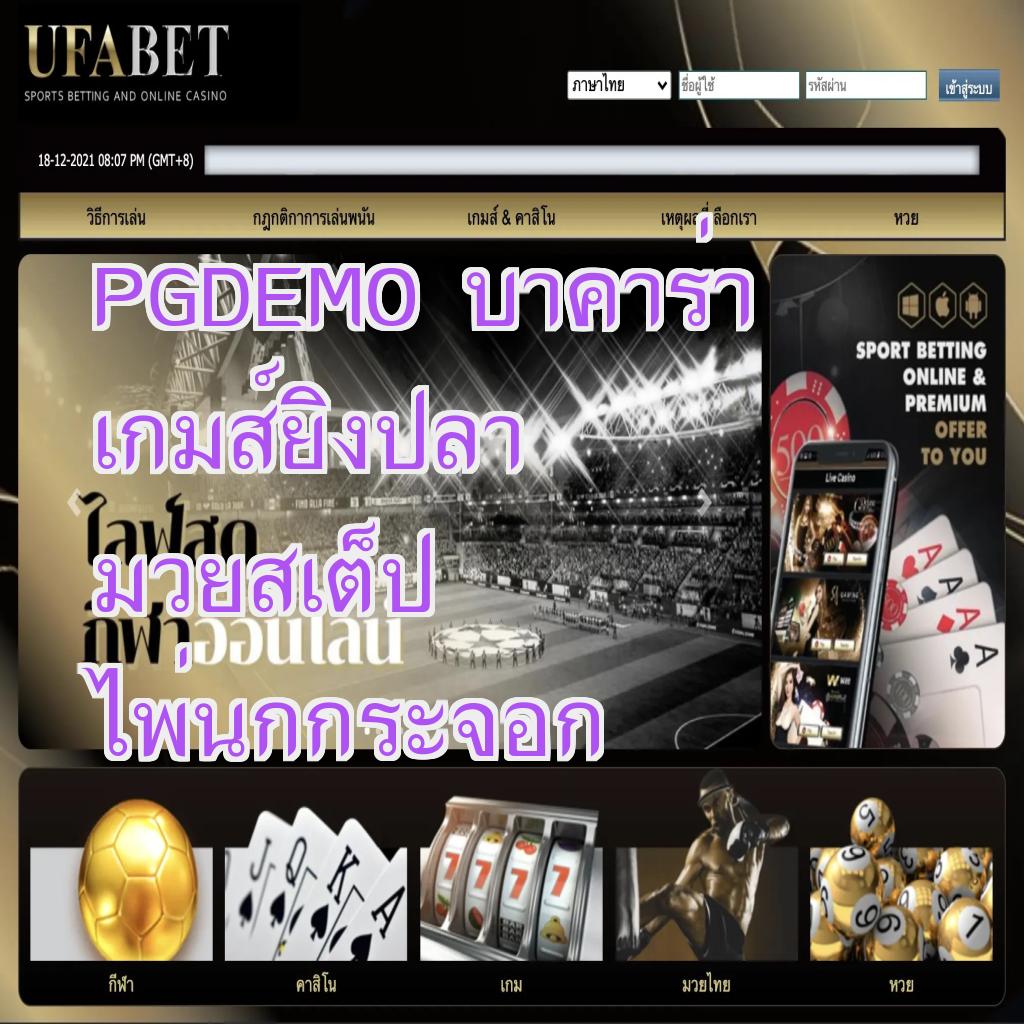 UFABET
SPORTS BETTING AND ONLINE CASINO
ภาษาไทย ชื่อผู้ใช้ รหัสผ่าน เข้าสู่ระบบ
18-12-2021 08:07 PM (GMT+8)
วิธีการเล่น กฎกติกาการเล่นพนัน เกมส์ & คาสิโน เหตุผลที่เลือกเรา หวย
PGDEMO บาคาร่า
เกมส์ยิงปลา
มวยสเต็ป
ไพ่นกกระจอก
ไลฟ์สด
กีฬาออนไลน์
SPORT BETTING
ONLINE &
PREMIUM
OFFER
TO YOU
Live Casino
กีฬา คาสิโน เกม มวยไทย หวย